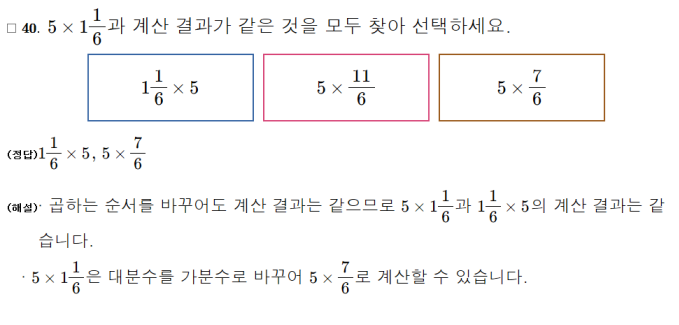 □ 40. 5 × 1 1/6과 계산 결과가 같은 것을 모두 찾아 선택하세요.
1 1/6 × 5 5 × 11/6 5 × 7/6
(정답) 1 1/6 × 5, 5 × 7/6
(해설)· 곱하는 순서를 바꾸어도 계산 결과는 같으므로 5 × 1 1/6과 1 1/6 × 5의 계산 결과는 같
습니다.
· 5 × 1 1/6은 대분수를 가분수로 바꾸어 5 × 7/6로 계산할 수 있습니다.